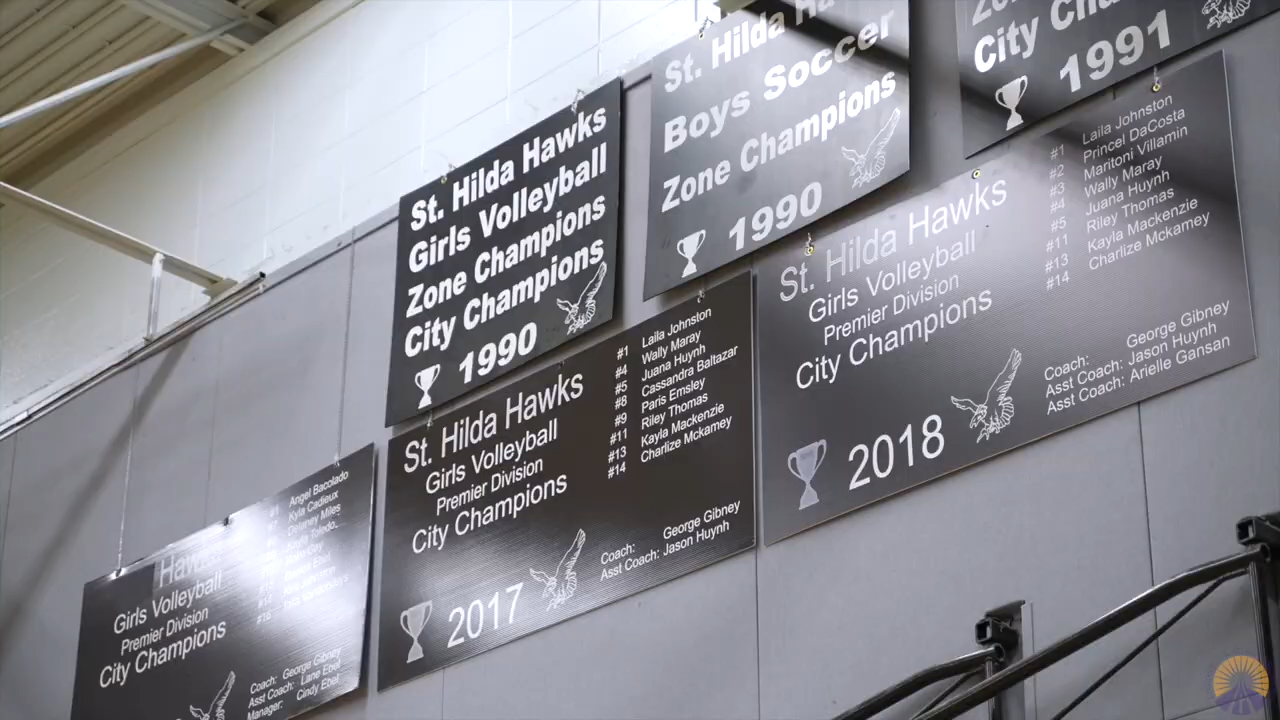 St. Hilda Hawks
Girls Volleyball
Zone Champions
City Champions
1990
St. Hilda Ha
Boys Soccer
Zone Champions
1990
City Cha
1991
St. Hilda Hawks
Girls Volleyball
Premier Division
City Champions
2018
#1 Laila Johnston
#2 Princel DaCosta
#3 Maritoni Villamin
#4 Wally Maray
#5 Juana Huynh
#11 Riley Thomas
#13 Kayla Mackenzie
#14 Charlize Mckamey
Coach: George Gibney
Asst Coach: Jason Huynh
Asst Coach: Arielle Gansan
St. Hilda Hawks
Girls Volleyball
Premier Division
City Champions
2017
#1 Laila Johnston
#4 Wally Maray
#5 Juana Huynh
#8 Cassandra Baltazar
#9 Paris Emsley
#11 Riley Thomas
#13 Kayla Mackenzie
#14 Charlize Mckamey
Coach: George Gibney
Asst Coach: Jason Huynh
Hawks
Girls Volleyball
Premier Division
City Champions
Angel Bacolado
Kyla Cadieux
Delaney Miles
Coach: George Gibney
Asst Coach: Lane Ebel
Manager: Cindy Ebel